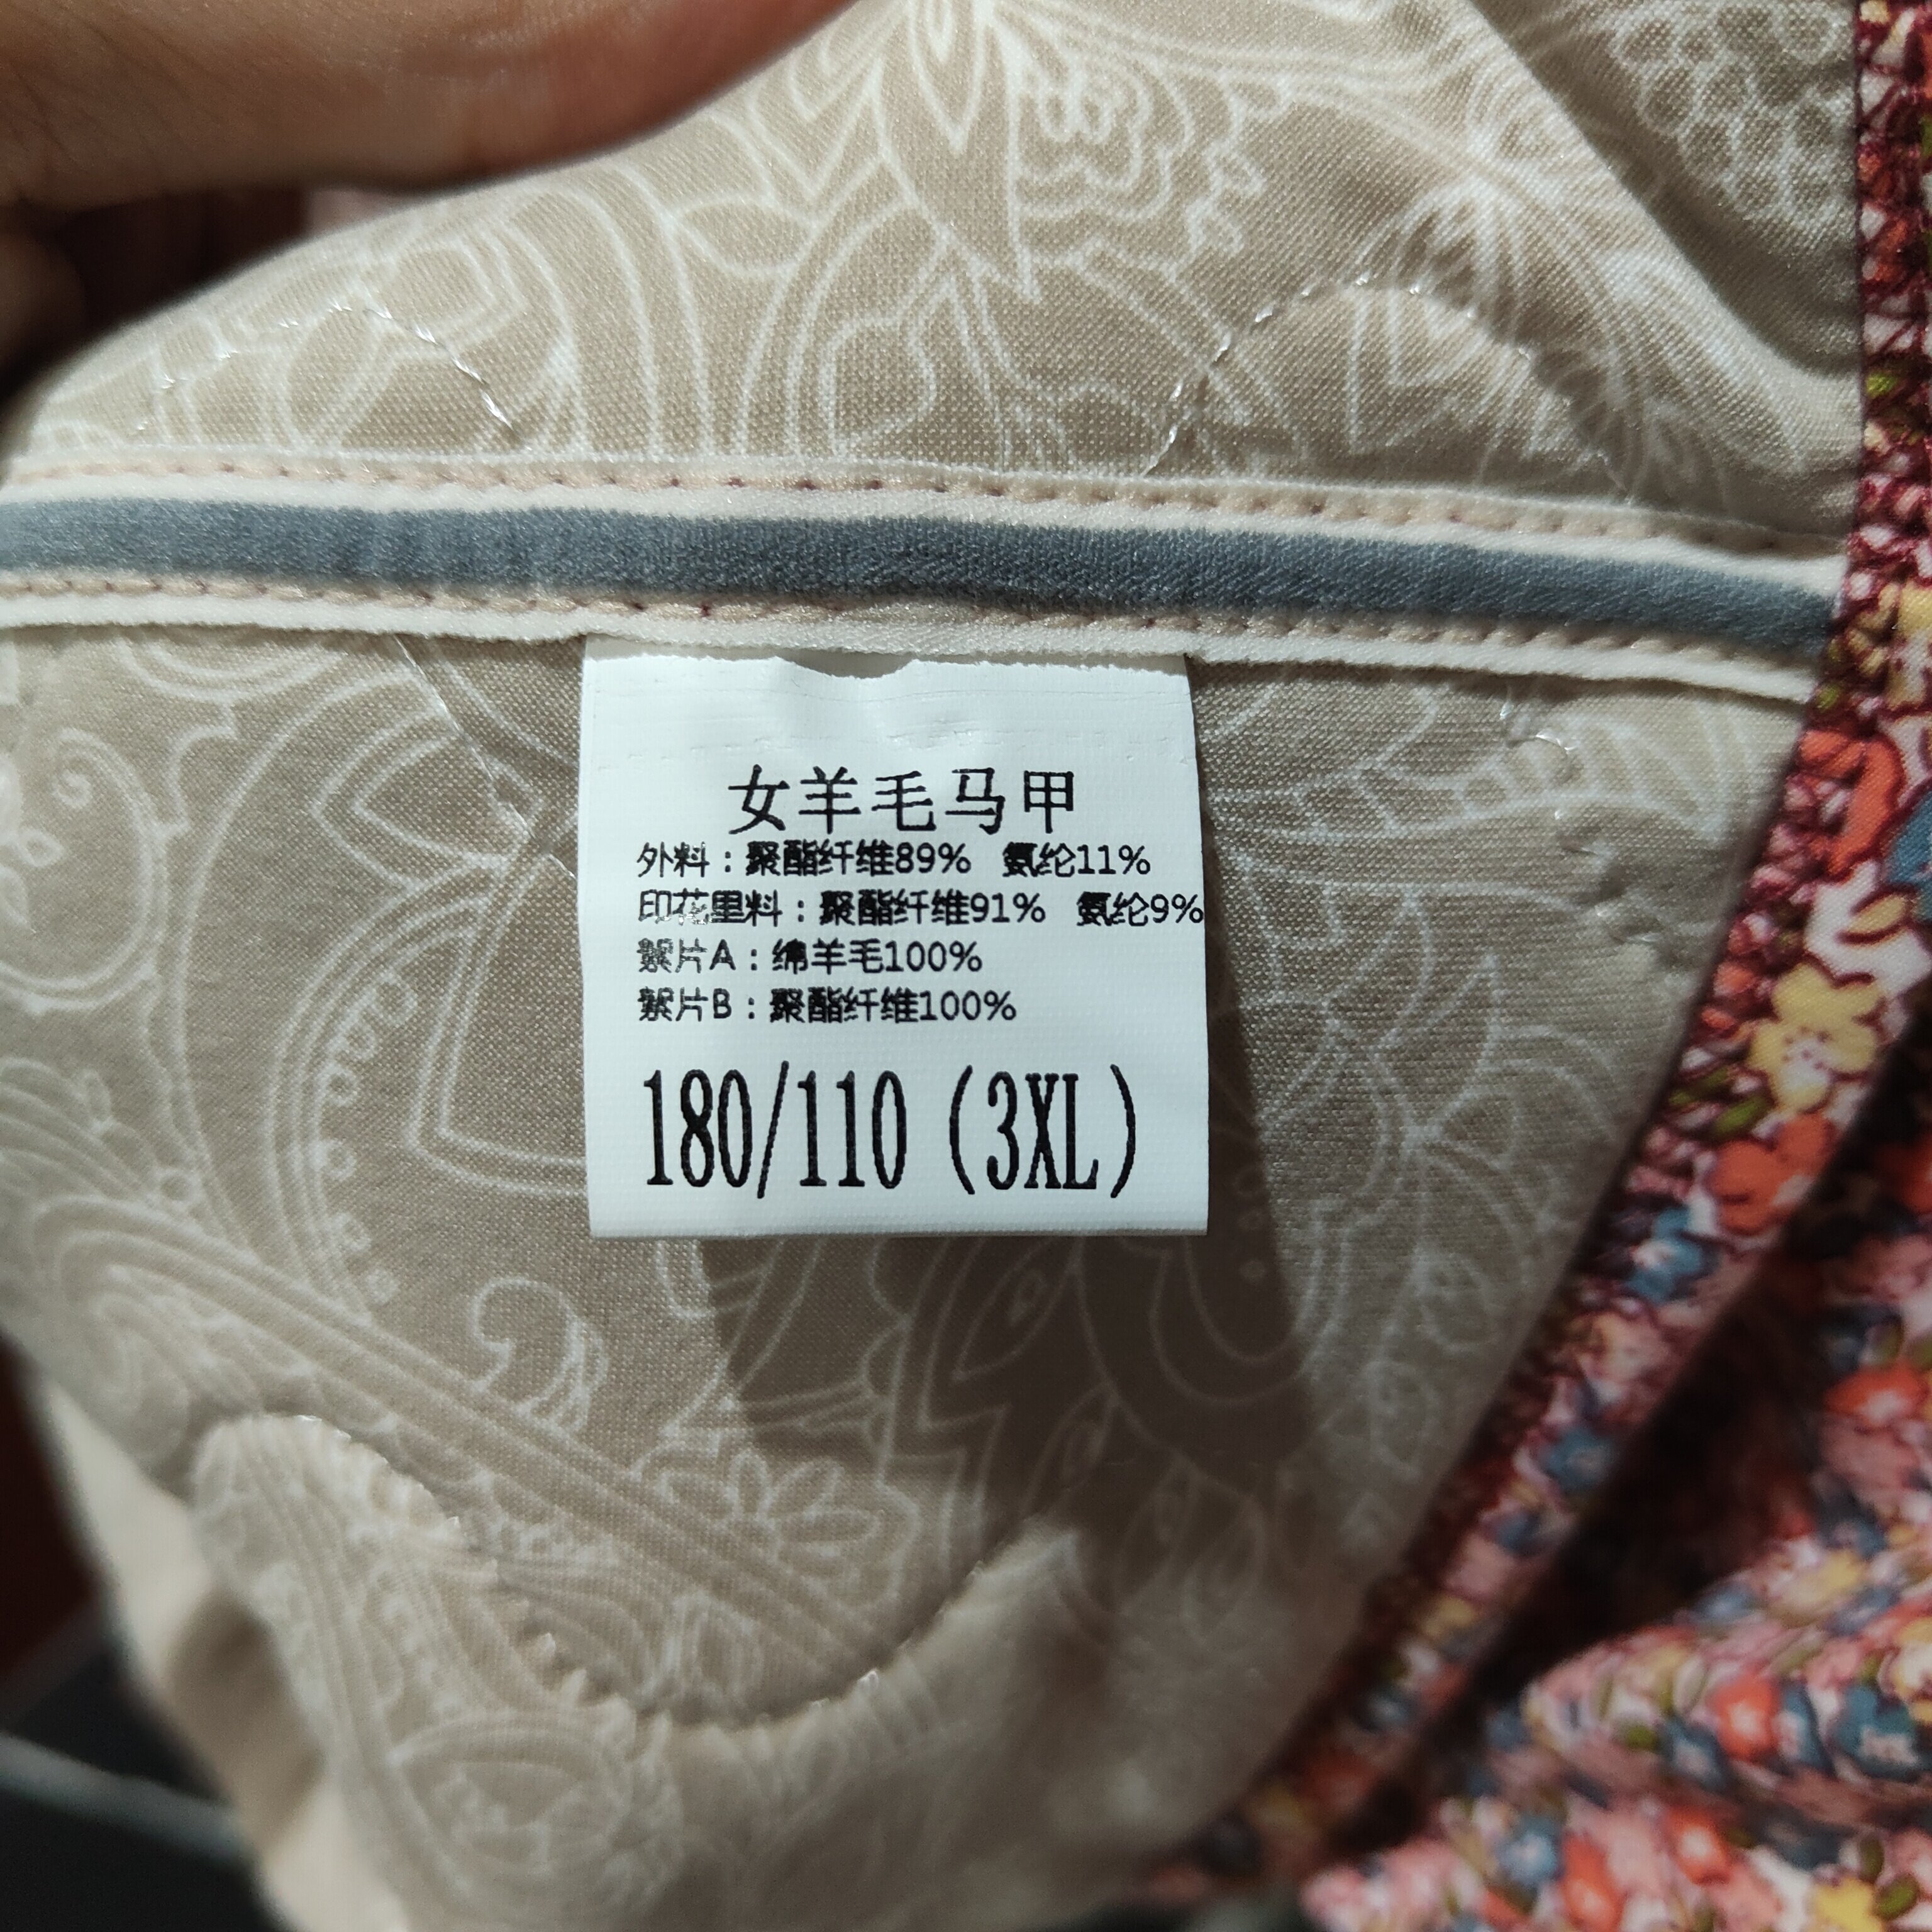 女羊毛马甲
外料：聚酯纤维89% 氨纶11%
印花里料：聚酯纤维91% 氨纶9%
絮片A：绵羊毛100%
絮片B：聚酯纤维100%
180/110（3XL）